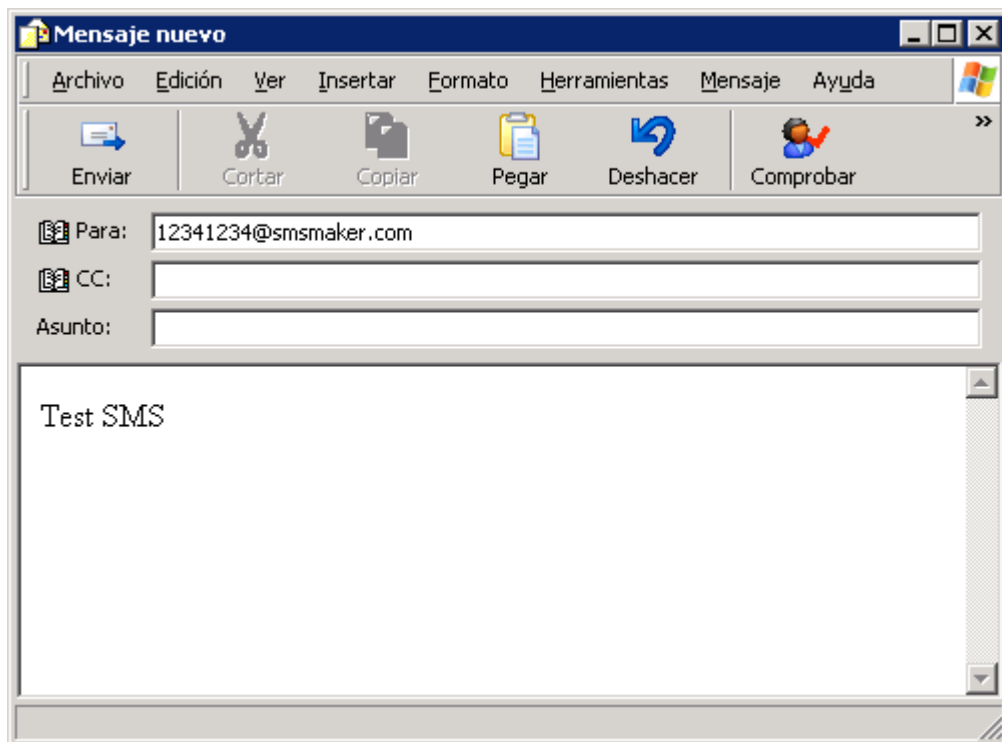 Mensaje nuevo
Archivo Edición Ver Insertar Formato Herramientas Mensaje Ayuda
Enviar Cortar Copiar Pegar Deshacer Comprobar »
Para: 12341234@smsmaker.com
CC:
Asunto:
Test SMS